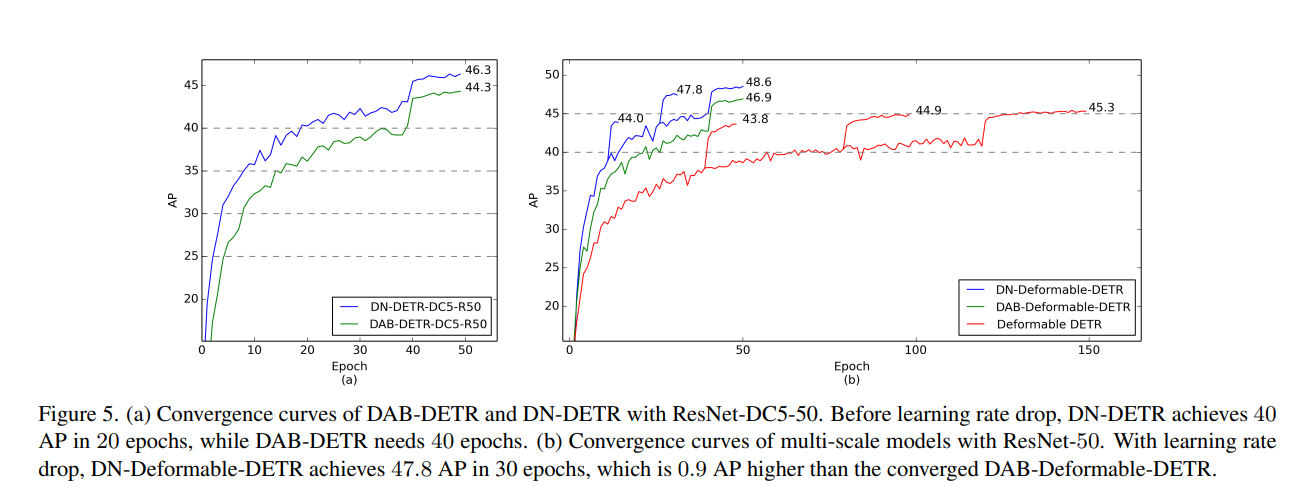 46.3
44.3
45
40
35
30
25
20
AP
0 10 20 30 40 50
Epoch
(a)
DN-DETR-DC5-R50
DAB-DETR-DC5-R50
50
45
40
35
30
25
20
AP
44.0
47.8
48.6
46.9
43.8
44.9
45.3
0 50 100 150
Epoch
(b)
DN-Deformable-DETR
DAB-Deformable-DETR
Deformable DETR
Figure 5. (a) Convergence curves of DAB-DETR and DN-DETR with ResNet-DC5-50. Before learning rate drop, DN-DETR achieves 40
AP in 20 epochs, while DAB-DETR needs 40 epochs. (b) Convergence curves of multi-scale models with ResNet-50. With learning rate
drop, DN-Deformable-DETR achieves 47.8 AP in 30 epochs, which is 0.9 AP higher than the converged DAB-Deformable-DETR.